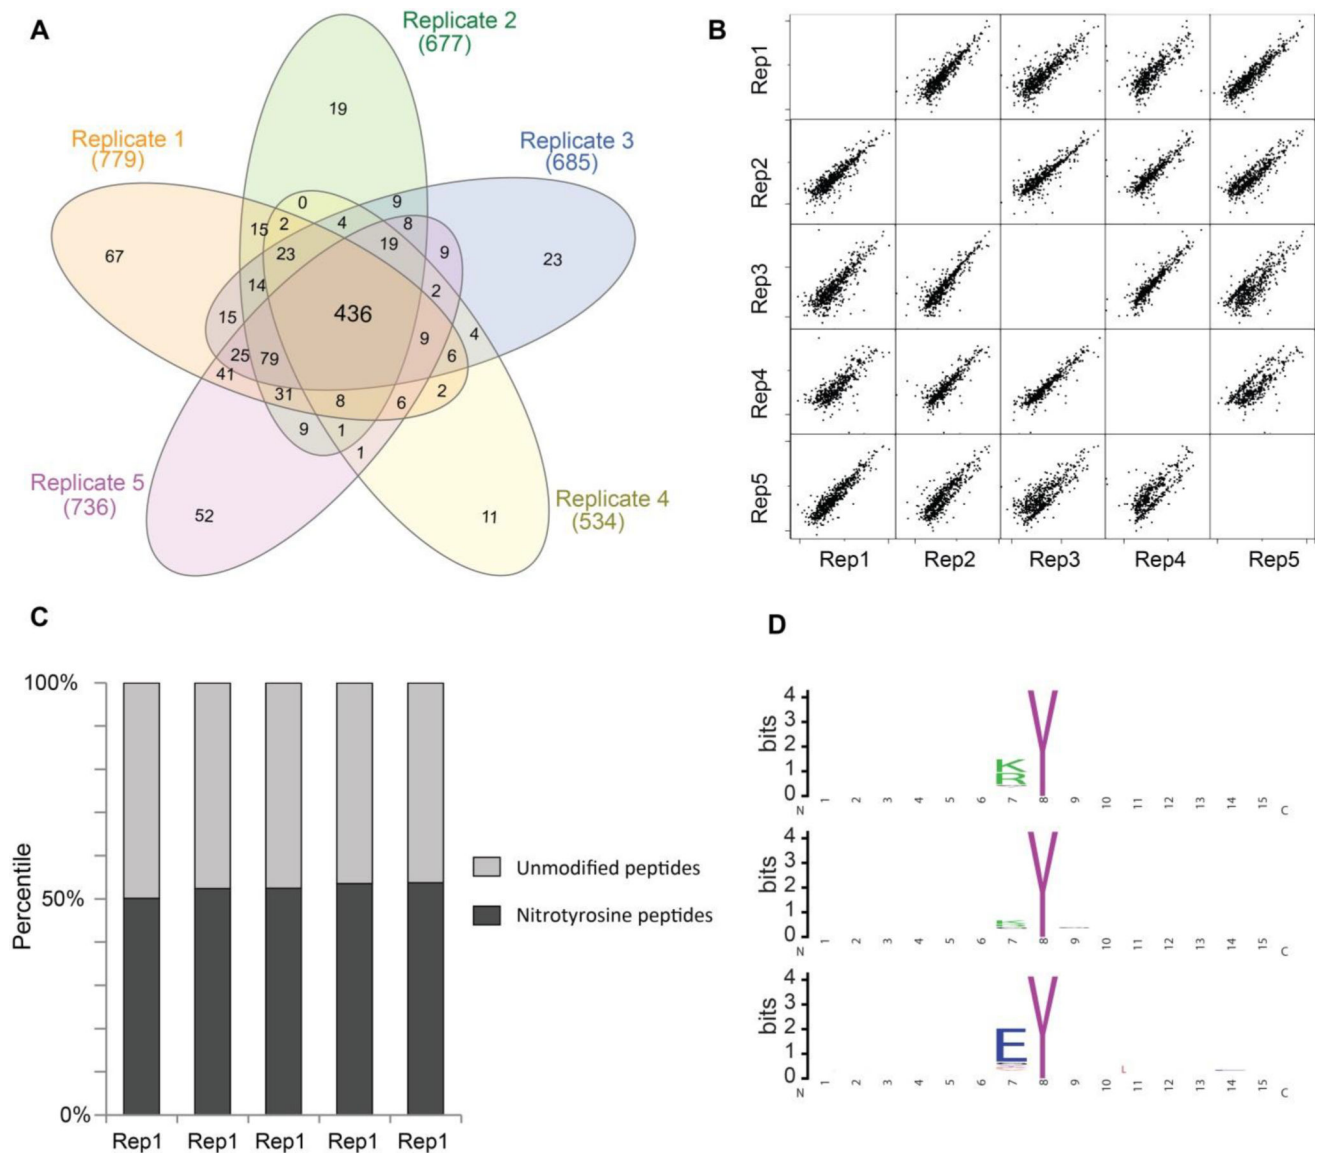 A
Replicate 2
(677)
Replicate 1
(779)
Replicate 3
(685)
19
0
9
15
2
4
8
67
23
19
9
23
14
2
15
436
4
25
79
9
6
41
31
8
6
2
9
1
1
Replicate 5
(736)
52
11
Replicate 4
(534)
B
Rep1
Rep2
Rep3
Rep4
Rep5
Rep1
Rep2
Rep3
Rep4
Rep5
C
100%
50%
0%
Percentile
Unmodified peptides
Nitrotyrosine peptides
Rep1
Rep1
Rep1
Rep1
Rep1
D
bits
4
3
2
1
0
K
R
Y
N 1 2 3 4 5 6 7 8 9 10 11 12 13 14 15 C
bits
4
3
2
1
0
Y
N 1 2 3 4 5 6 7 8 9 10 11 12 13 14 15 C
bits
4
3
2
1
0
E
Y
L
N 1 2 3 4 5 6 7 8 9 10 11 12 13 14 15 C